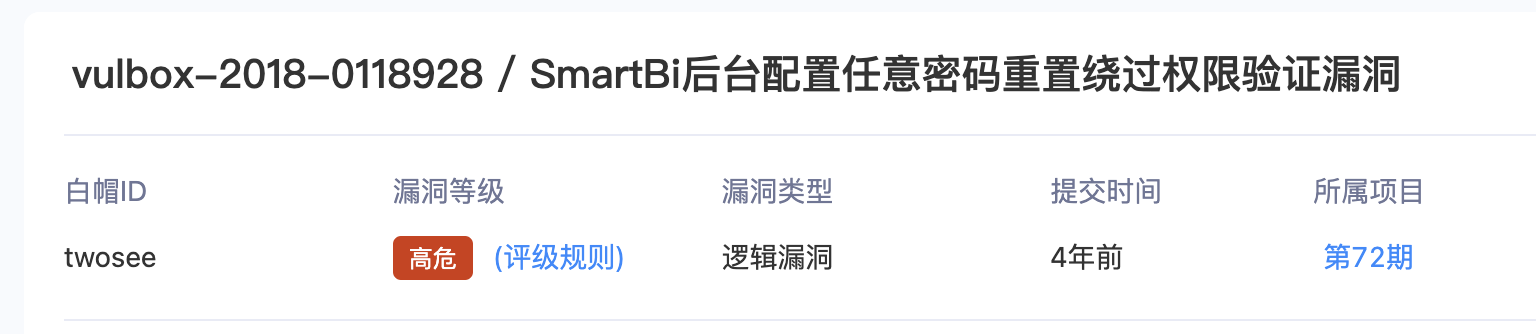 vulbox-2018-0118928 / SmartBi后台配置任意密码重置绕过权限验证漏洞
白帽ID 漏洞等级 漏洞类型 提交时间 所属项目
twosee 高危 (评级规则) 逻辑漏洞 4年前 第72期